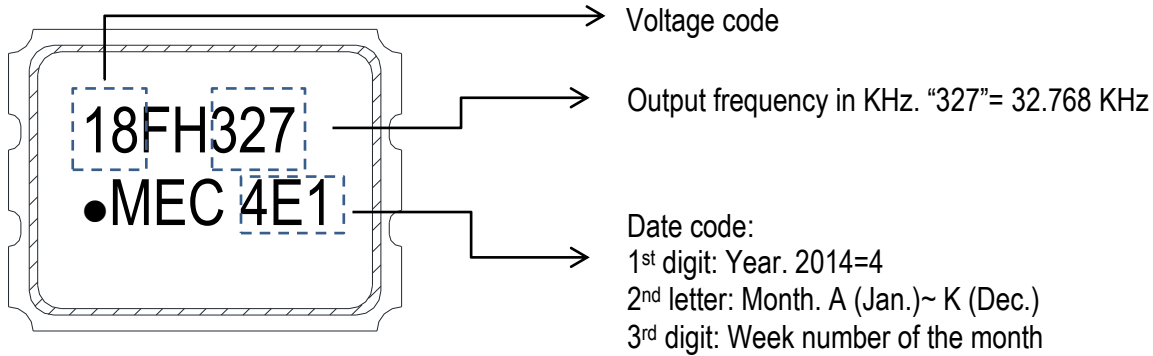 Voltage code
18FH327
Output frequency in KHz. “327”= 32.768 KHz
●MEC 4E1
Date code:
1st digit: Year. 2014=4
2nd letter: Month. A (Jan.)~ K (Dec.)
3rd digit: Week number of the month